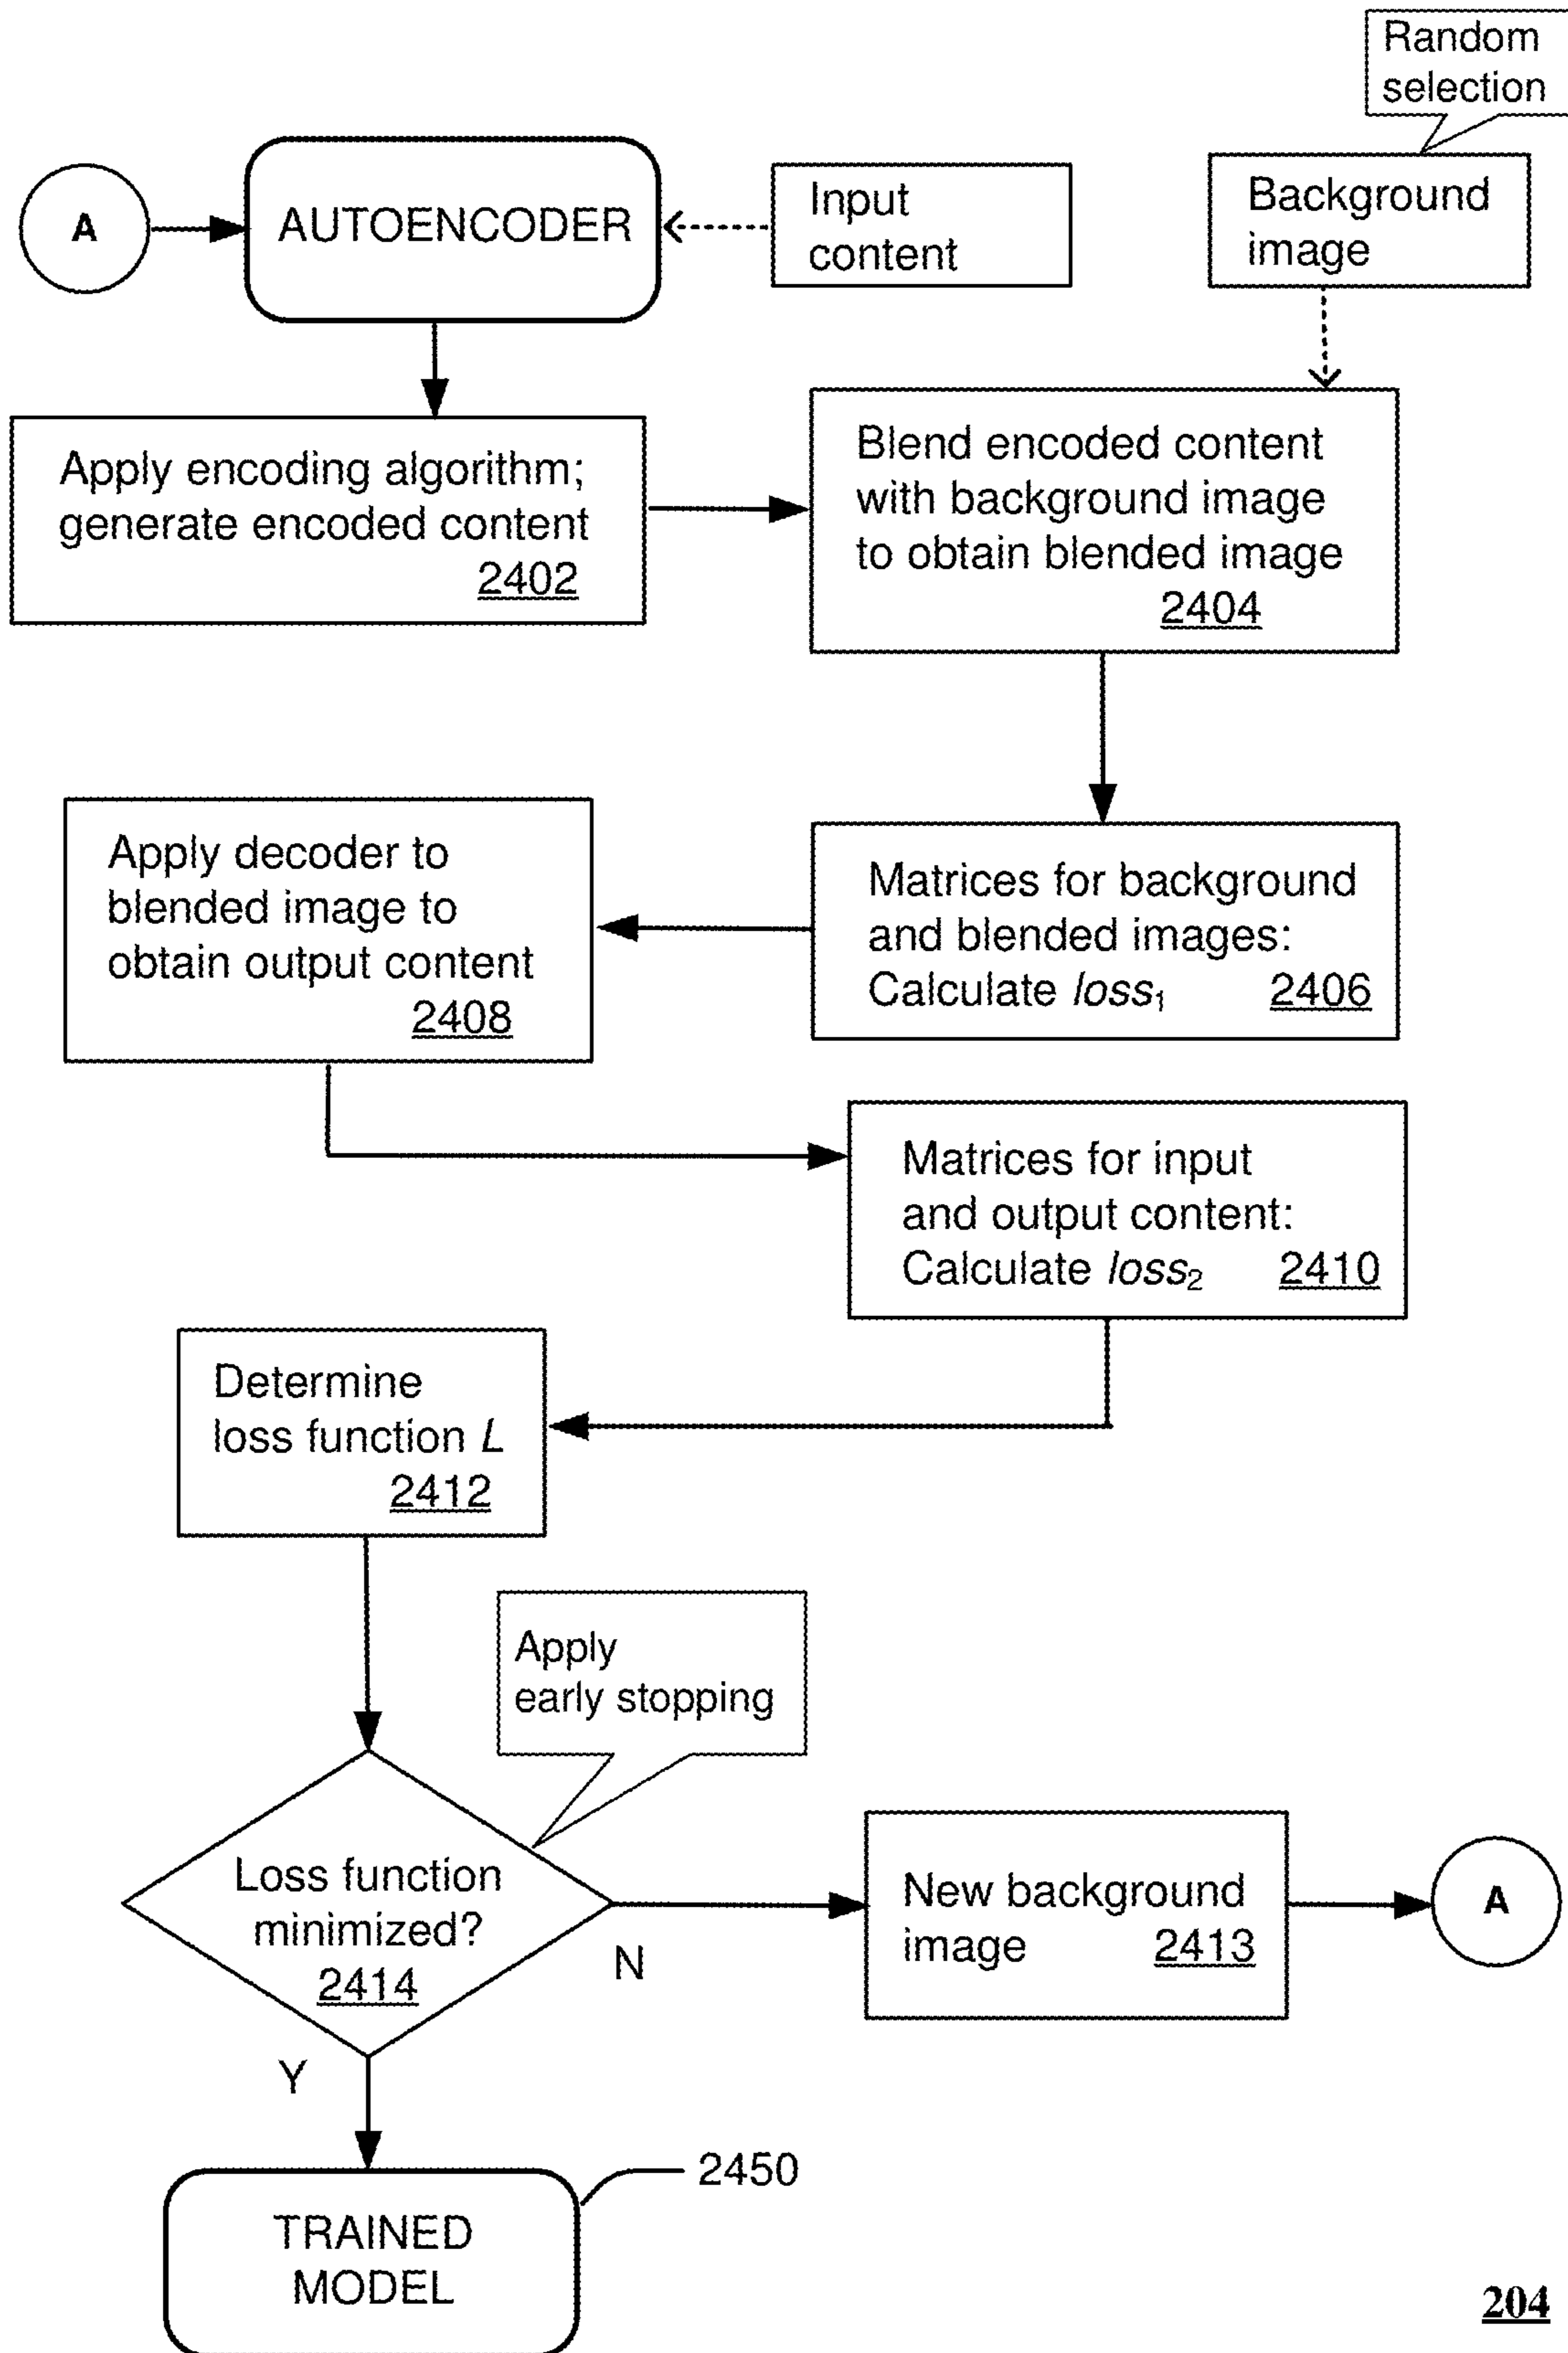 Random
selection
A
AUTOENCODER
Input
content
Background
image
Apply encoding algorithm;
generate encoded content
2402
Blend encoded content
with background image
to obtain blended image
2404
Matrices for background
and blended images:
Calculate loss₁ 2406
Apply decoder to
blended image to
obtain output content
2408
Matrices for input
and output content:
Calculate loss₂ 2410
Determine
loss function L
2412
Apply
early stopping
Loss function
minimized?
2414
N
New background
image 2413
A
Y
2450
TRAINED
MODEL
204